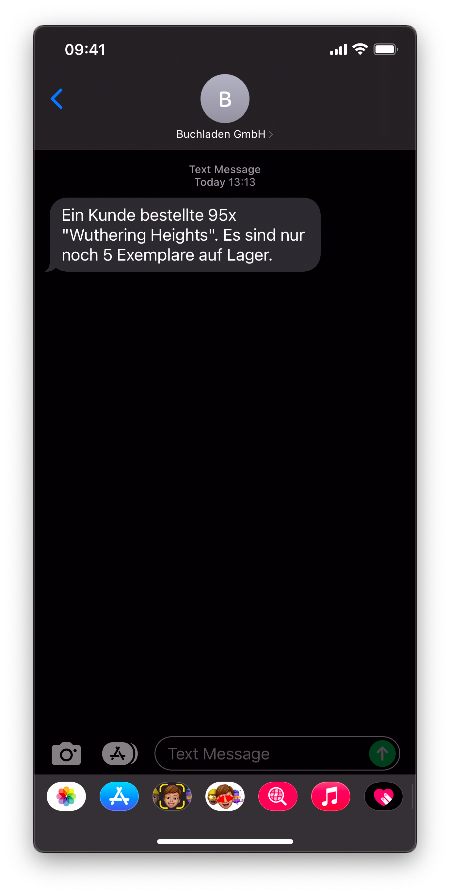 09:41
B
Buchladen GmbH
Text Message
Today 13:13
Ein Kunde bestellte 95x
"Wuthering Heights". Es sind nur
noch 5 Exemplare auf Lager.
Text Message